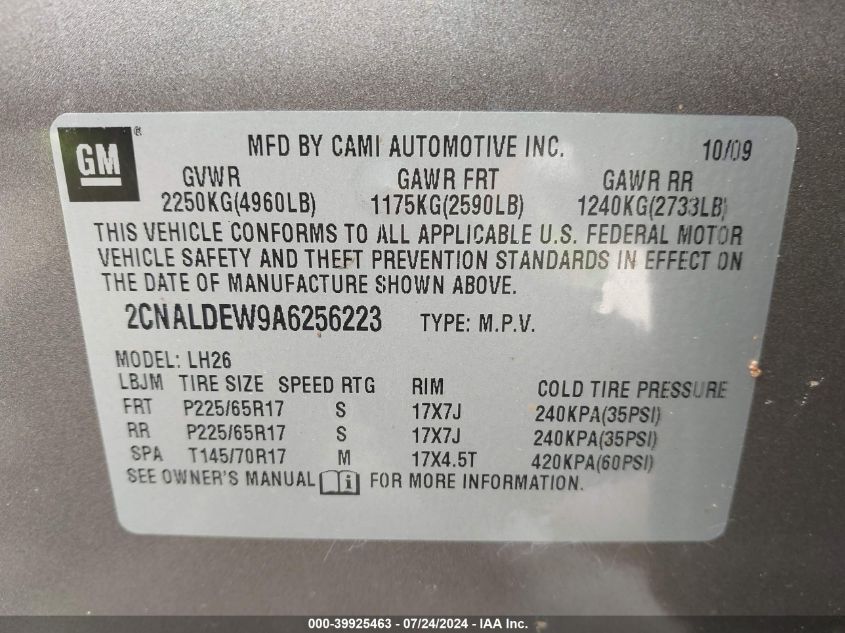 GM ® MFD BY CAMI AUTOMOTIVE INC. 10/09
GVWR GAWR FRT GAWR RR
2250KG(4960LB) 1175KG(2590LB) 1240KG(2733LB)
THIS VEHICLE CONFORMS TO ALL APPLICABLE U.S. FEDERAL MOTOR
VEHICLE SAFETY AND THEFT PREVENTION STANDARDS IN EFFECT ON
THE DATE OF MANUFACTURE SHOWN ABOVE.
2CNALDEW9A6256223 TYPE: M.P.V.
MODEL: LH26
LBJM TIRE SIZE SPEED RTG RIM COLD TIRE PRESSURE
FRT P225/65R17 S 17X7J 240KPA(35PSI)
RR P225/65R17 S 17X7J 240KPA(35PSI)
SPA T145/70R17 M 17X4.5T 420KPA(60PSI)
SEE OWNER'S MANUAL i FOR MORE INFORMATION.
000-39925463 - 07/24/2024 - IAA Inc.